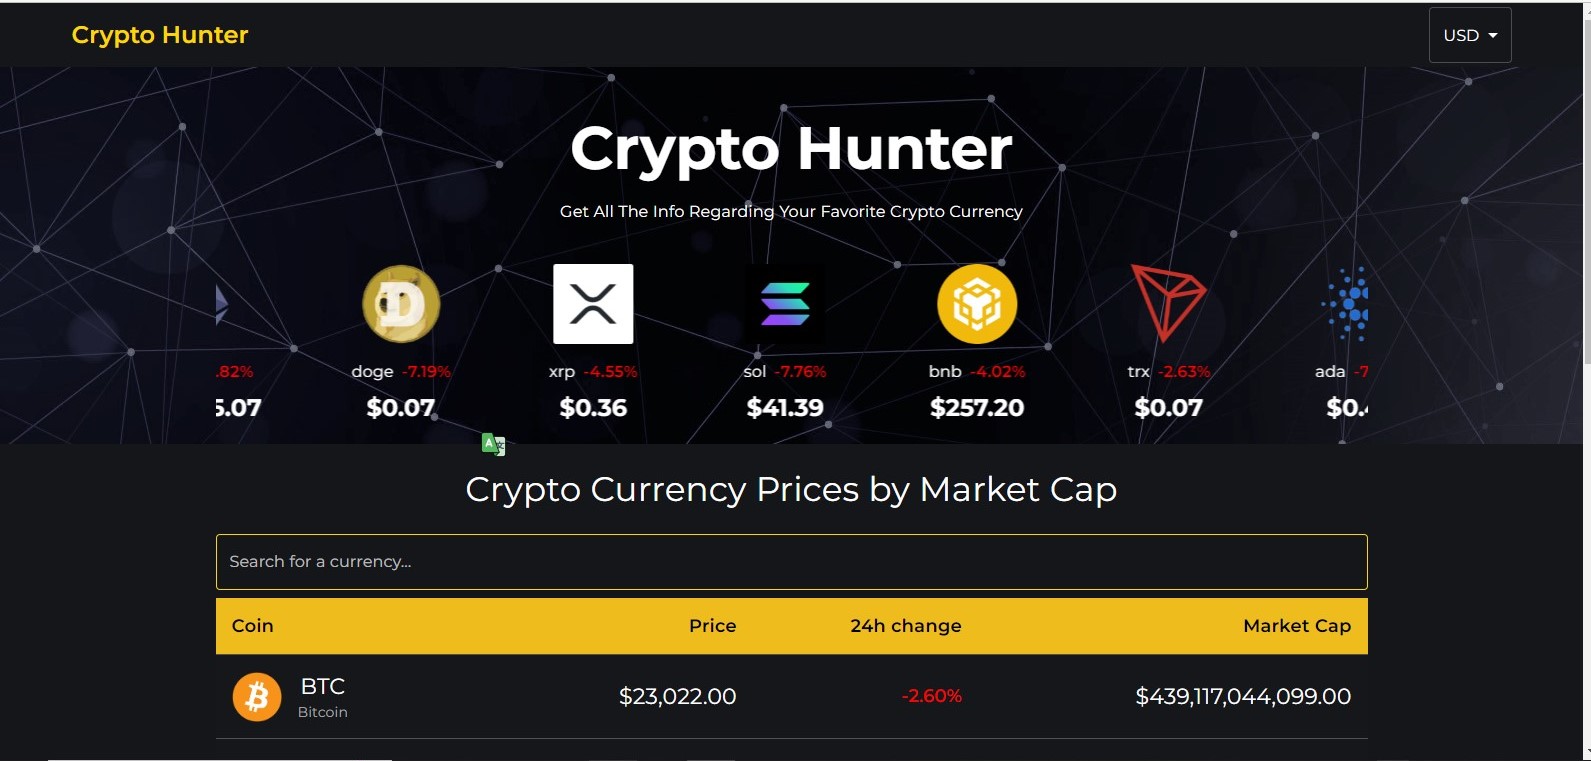 Crypto Hunter
USD
Crypto Hunter
Get All The Info Regarding Your Favorite Crypto Currency
.82% doge -7.19% xrp -4.55% sol -7.76% bnb -4.02% trx -2.63% ada -7
5.07 $0.07 $0.36 $41.39 $257.20 $0.07 $0.4
Crypto Currency Prices by Market Cap
Search for a currency...
Coin Price 24h change Market Cap
BTC $23,022.00 -2.60% $439,117,044,099.00
Bitcoin